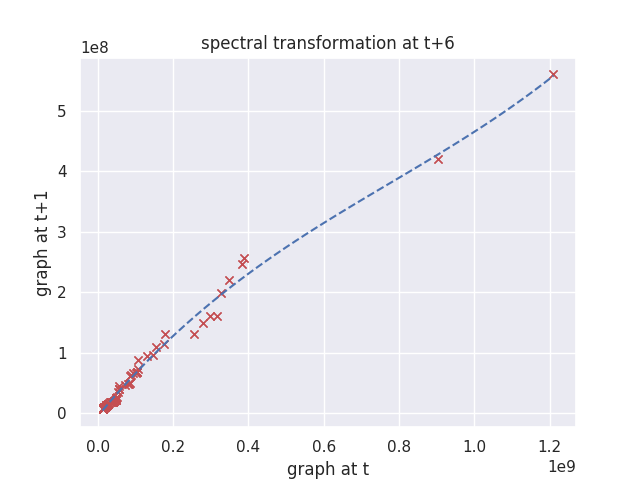 spectral transformation at t+6
1e8
5
4
3
2
1
0
graph at t+1
0.0 0.2 0.4 0.6 0.8 1.0 1.2
1e9
graph at t